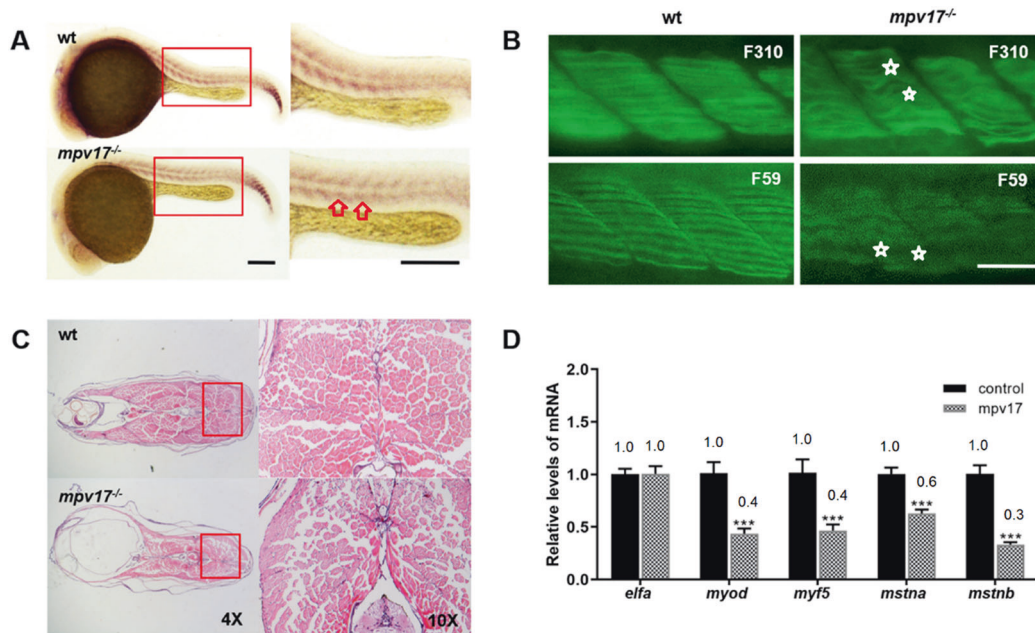 A
wt
mpv17-/-
B
wt
mpv17-/-
F310
F310
F59
F59
C
wt
mpv17-/-
4X
10X
D
Relative levels of mRNA
2.0
1.5
1.0
0.5
0.0
control
mpv17
1.0 1.0 1.0 0.4 1.0 0.4 1.0 0.6 1.0 0.3
*** *** *** ***
elfa myod myf5 mstna mstnb